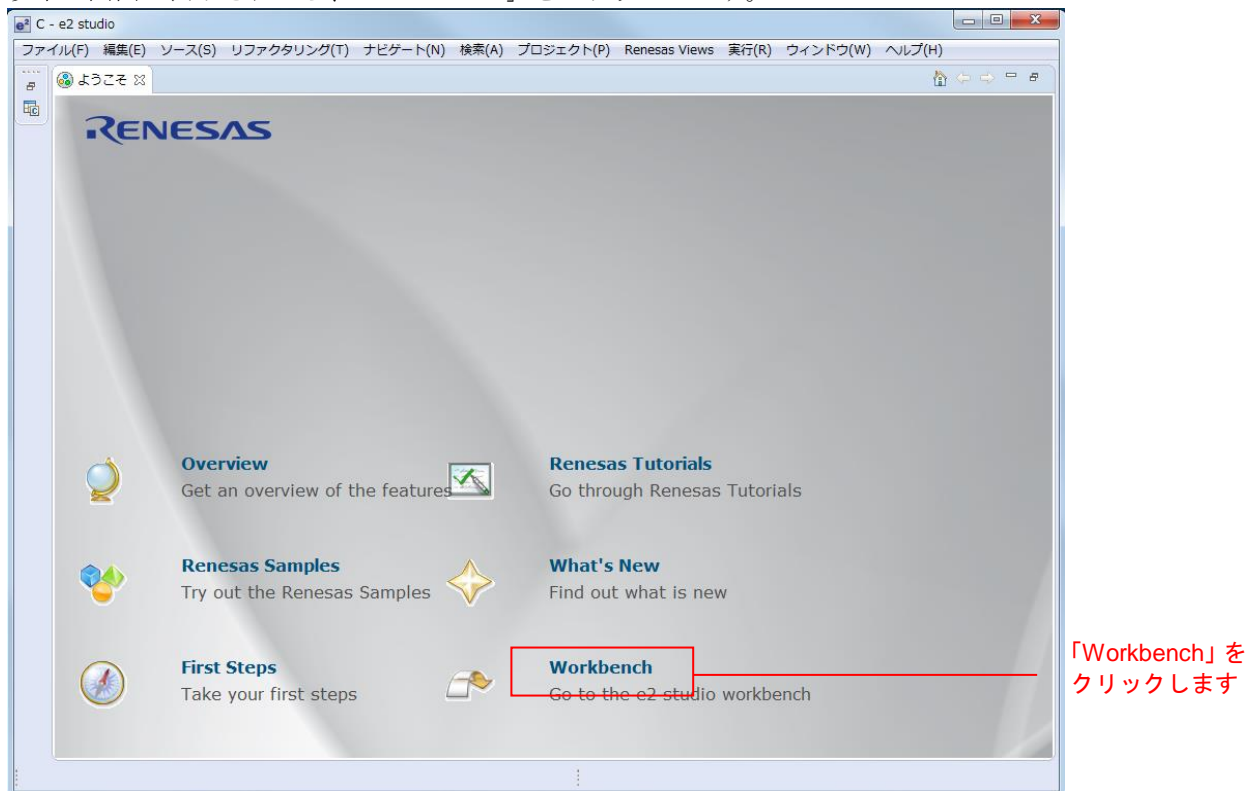 C - e2 studio
ファイル(F) 編集(E) ソース(S) リファクタリング(T) ナビゲート(N) 検索(A) プロジェクト(P) Renesas Views 実行(R) ウィンドウ(W) ヘルプ(H)
ようこそ
RENESAS
Overview
Get an overview of the features
Renesas Tutorials
Go through Renesas Tutorials
Renesas Samples
Try out the Renesas Samples
What's New
Find out what is new
First Steps
Take your first steps
Workbench
Go to the e2 studio workbench
「Workbench」を
クリックします